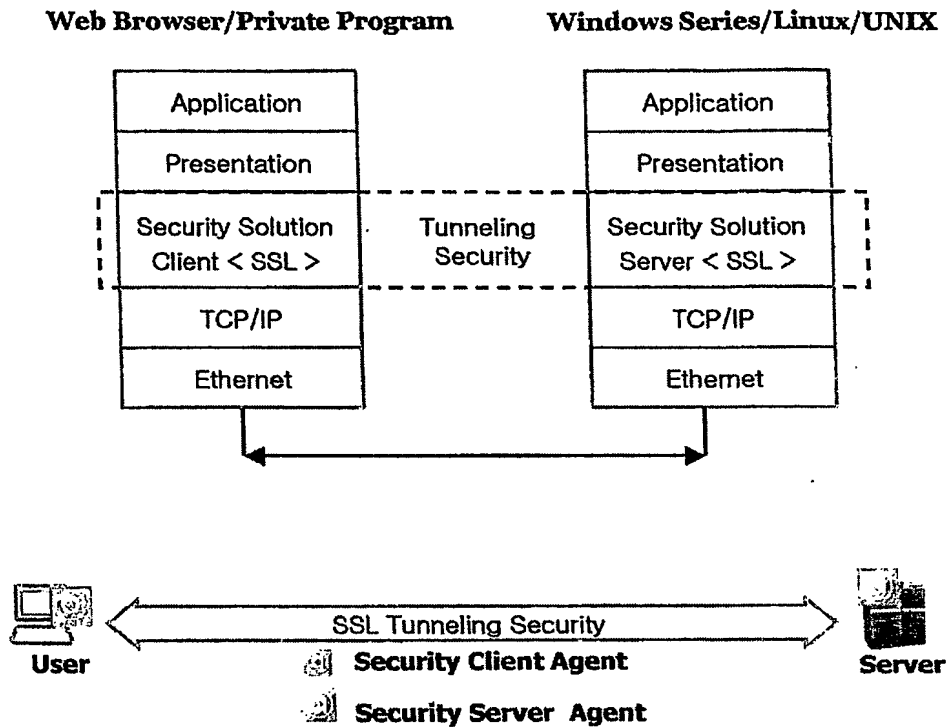 Web Browser/Private Program
Windows Series/Linux/UNIX
Application
Presentation
Security Solution
Client < SSL >
TCP/IP
Ethernet
Tunneling
Security
Application
Presentation
Security Solution
Server < SSL >
TCP/IP
Ethernet
SSL Tunneling Security
User
Security Client Agent
Security Server Agent
Server